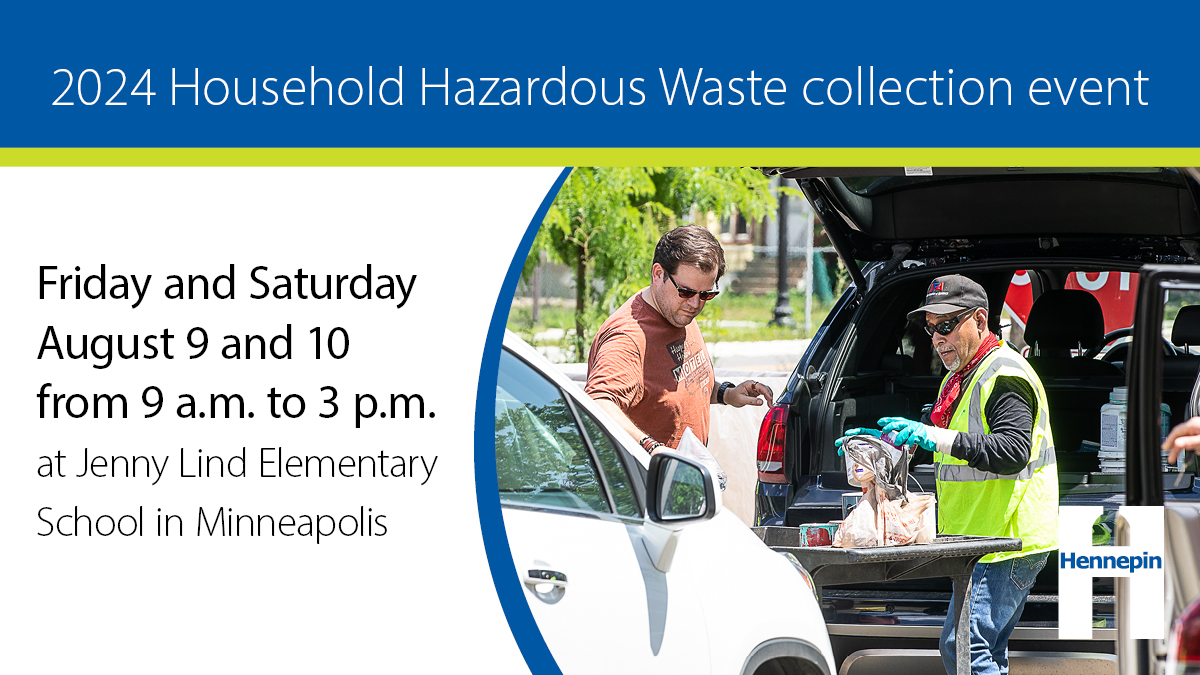 2024 Household Hazardous Waste collection event
Friday and Saturday
August 9 and 10
from 9 a.m. to 3 p.m.
at Jenny Lind Elementary
School in Minneapolis
Hennepin